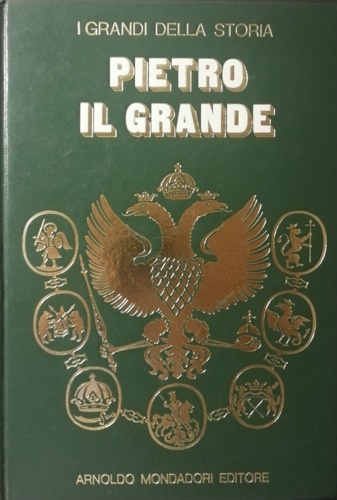 I GRANDI DELLA STORIA
PIETRO
IL GRANDE
ARNOLDO MONDADORI EDITORE